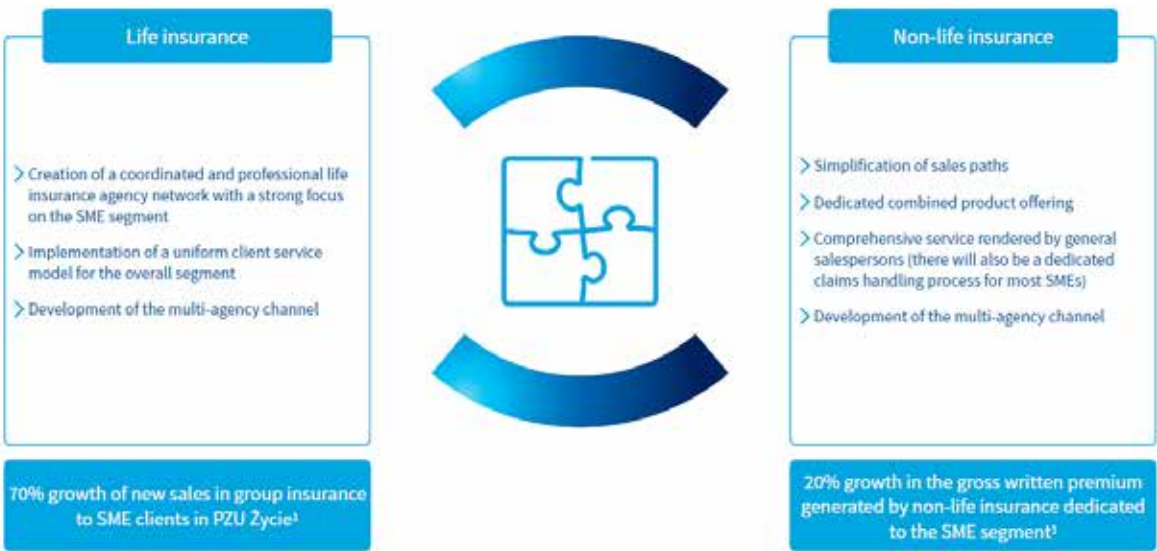 Life insurance
> Creation of a coordinated and professional life
insurance agency network with a strong focus
on the SME segment
> Implementation of a uniform client service
model for the overall segment
> Development of the multi-agency channel
70% growth of new sales in group insurance
to SME clients in PZU Życie¹
Non-life insurance
> Simplification of sales paths
> Dedicated combined product offering
> Comprehensive service rendered by general
salespersons (there will also be a dedicated
claims handling process for most SMEs)
> Development of the multi-agency channel
20% growth in the gross written premium
generated by non-life insurance dedicated
to the SME segment¹